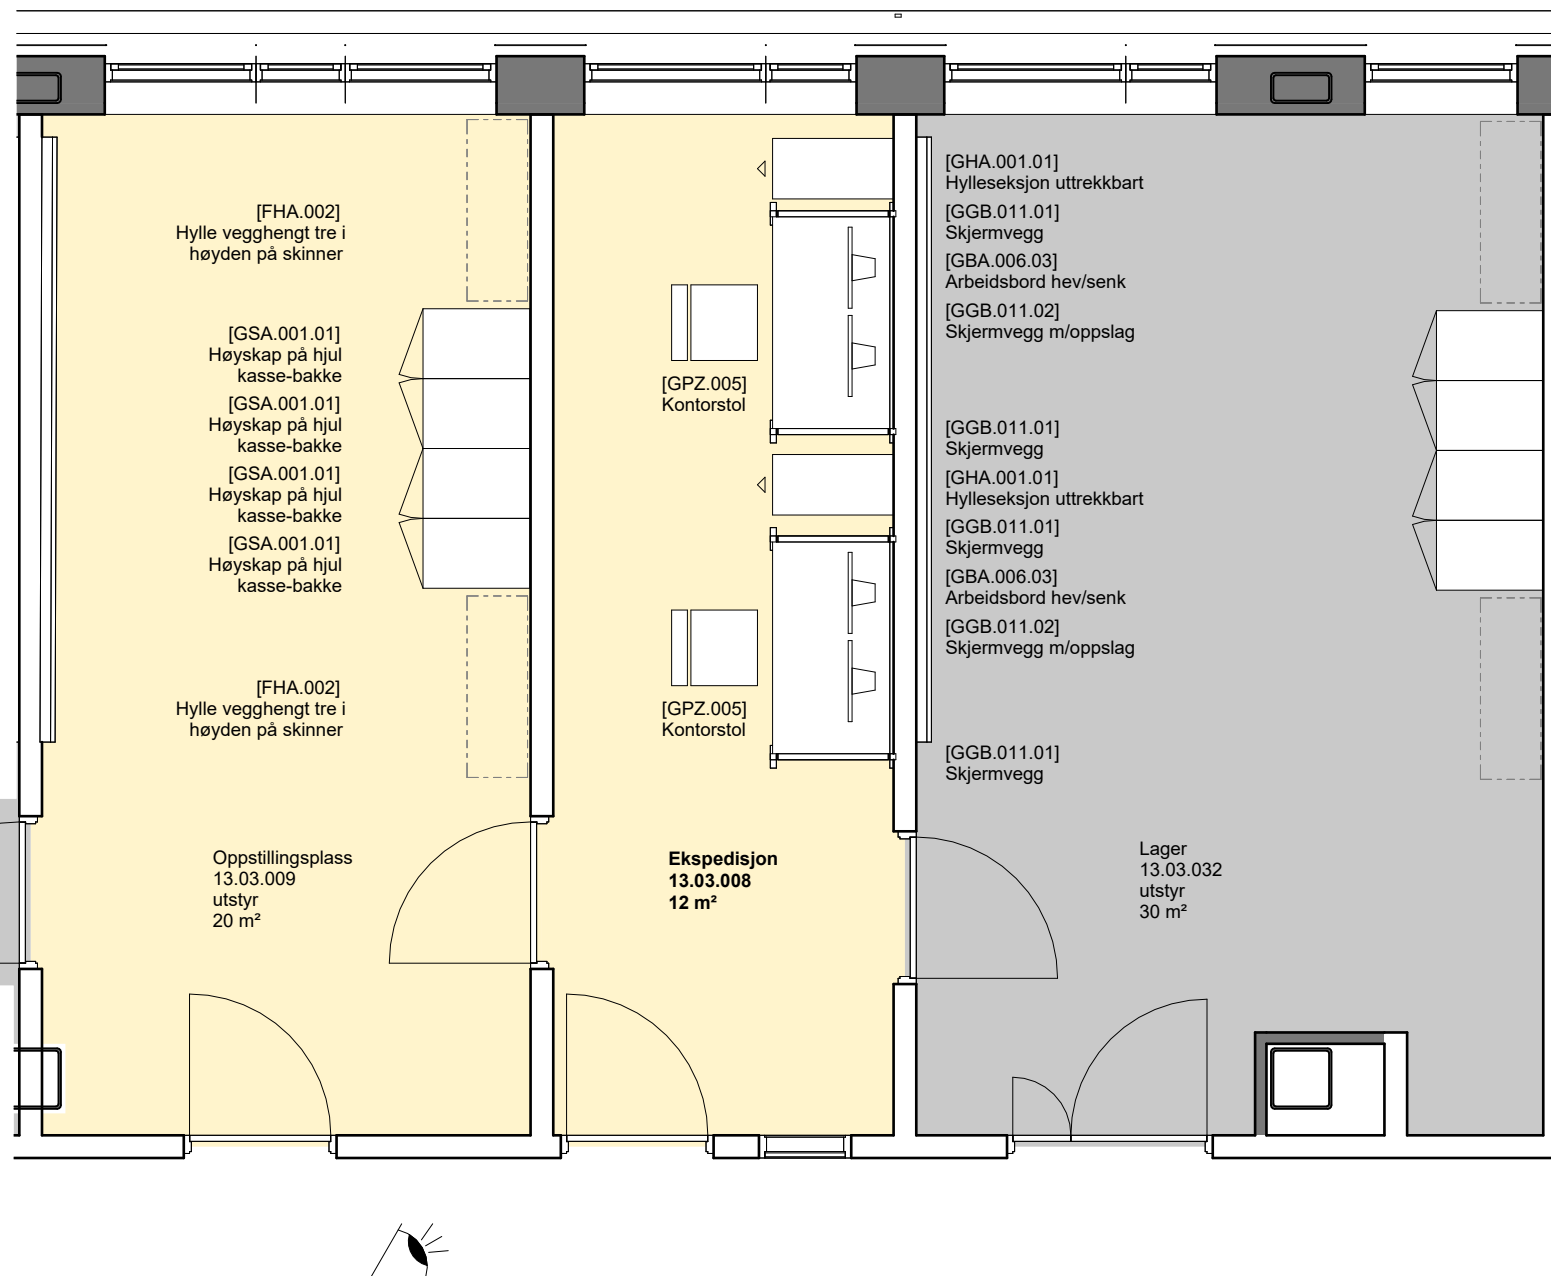 [FHA.002]
Hylle vegghengt tre i
høyden på skinner
[GSA.001.01]
Høyskap på hjul
kasse-bakke
[GSA.001.01]
Høyskap på hjul
kasse-bakke
[GSA.001.01]
Høyskap på hjul
kasse-bakke
[GSA.001.01]
Høyskap på hjul
kasse-bakke
[FHA.002]
Hylle vegghengt tre i
høyden på skinner
Oppstillingsplass
13.03.009
utstyr
20 m²
[GPZ.005]
Kontorstol
[GPZ.005]
Kontorstol
Ekspedisjon
13.03.008
12 m²
[GHA.001.01]
Hylleseksjon uttrekkbart
[GGB.011.01]
Skjermvegg
[GBA.006.03]
Arbeidsbord hev/senk
[GGB.011.02]
Skjermvegg m/oppslag
[GGB.011.01]
Skjermvegg
[GHA.001.01]
Hylleseksjon uttrekkbart
[GGB.011.01]
Skjermvegg
[GBA.006.03]
Arbeidsbord hev/senk
[GGB.011.02]
Skjermvegg m/oppslag
[GGB.011.01]
Skjermvegg
Lager
13.03.032
utstyr
30 m²